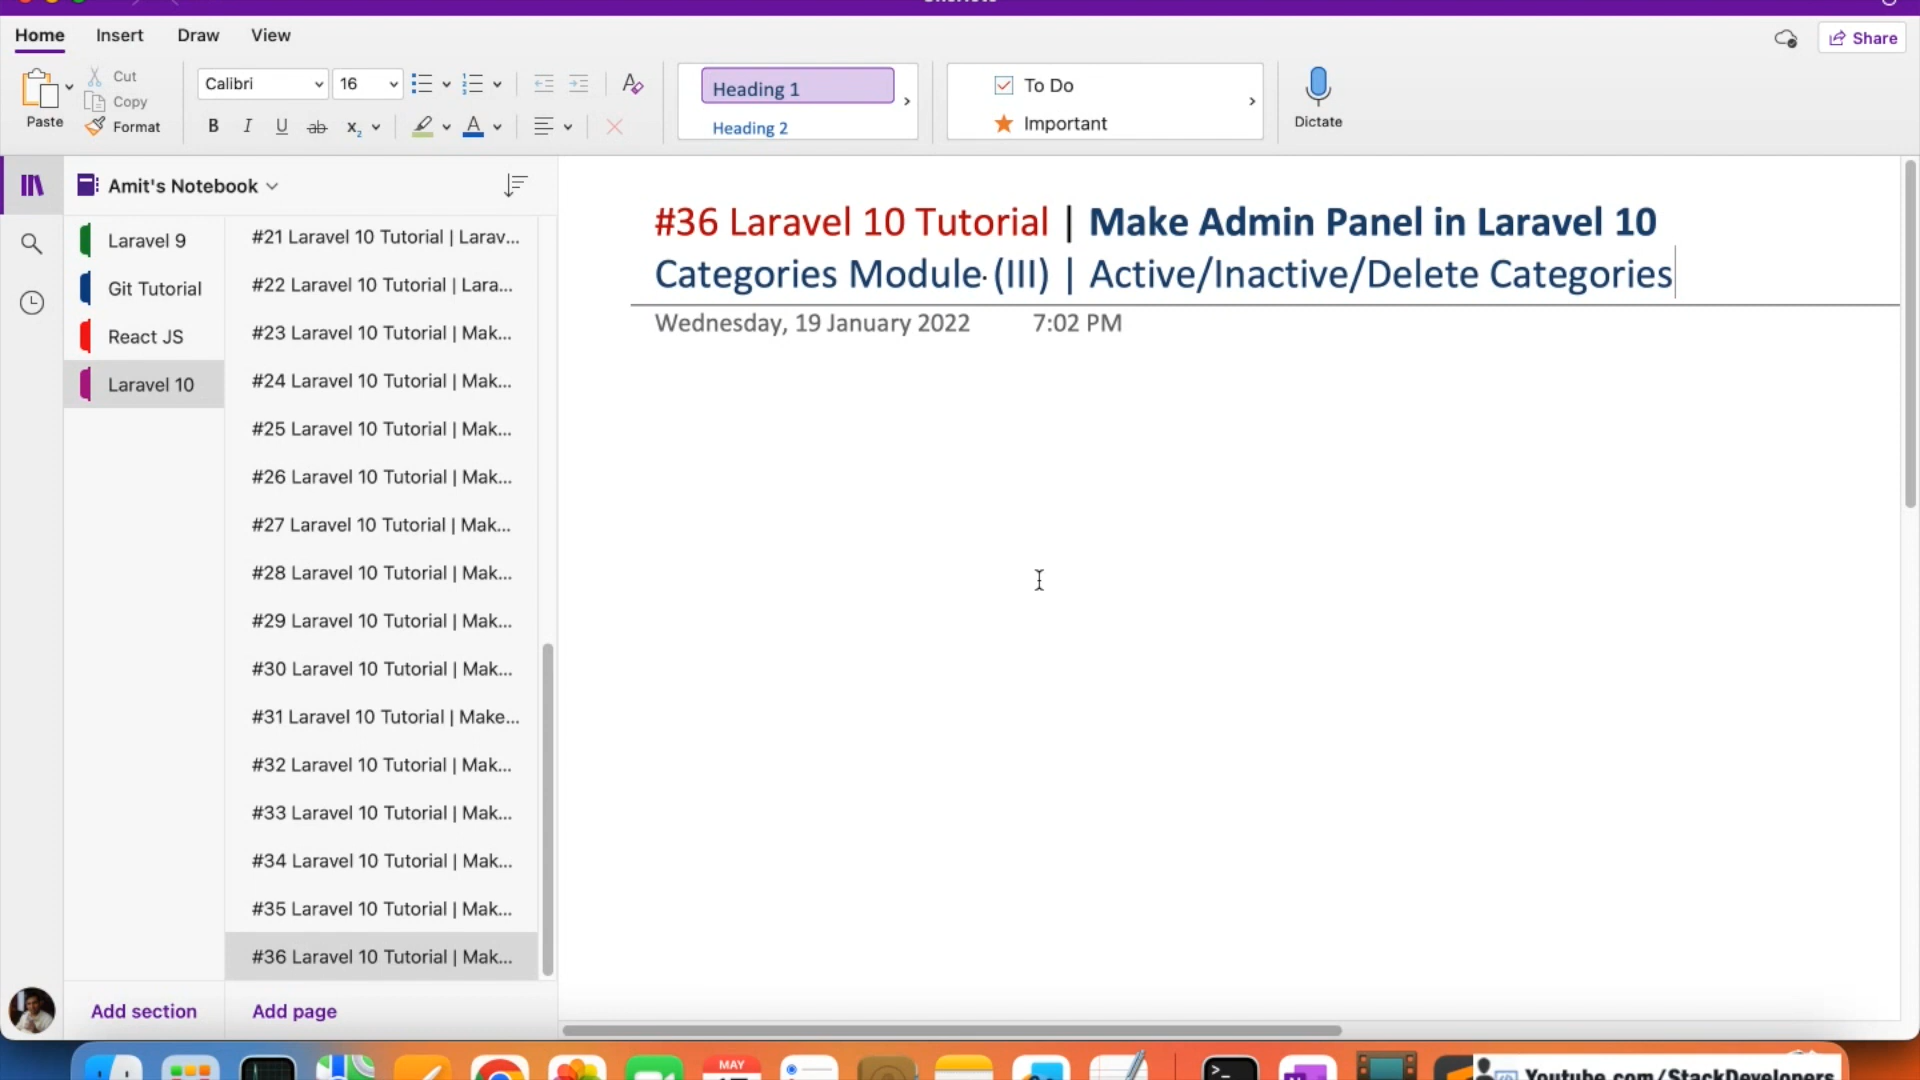 Home Insert Draw View
Share
Paste
Cut
Copy
Format
Calibri 16
Heading 1
Heading 2
To Do
Important
Dictate
Amit's Notebook
Laravel 9
Git Tutorial
React JS
Laravel 10
#21 Laravel 10 Tutorial | Larav...
#22 Laravel 10 Tutorial | Lara...
#23 Laravel 10 Tutorial | Mak...
#24 Laravel 10 Tutorial | Mak...
#25 Laravel 10 Tutorial | Mak...
#26 Laravel 10 Tutorial | Mak...
#27 Laravel 10 Tutorial | Mak...
#28 Laravel 10 Tutorial | Mak...
#29 Laravel 10 Tutorial | Mak...
#30 Laravel 10 Tutorial | Mak...
#31 Laravel 10 Tutorial | Make...
#32 Laravel 10 Tutorial | Mak...
#33 Laravel 10 Tutorial | Mak...
#34 Laravel 10 Tutorial | Mak...
#35 Laravel 10 Tutorial | Mak...
#36 Laravel 10 Tutorial | Mak...
Add section
Add page
#36 Laravel 10 Tutorial | Make Admin Panel in Laravel 10
Categories Module (III) | Active/Inactive/Delete Categories
Wednesday, 19 January 2022 7:02 PM
MAY
Youtube.com/StackDevelopers